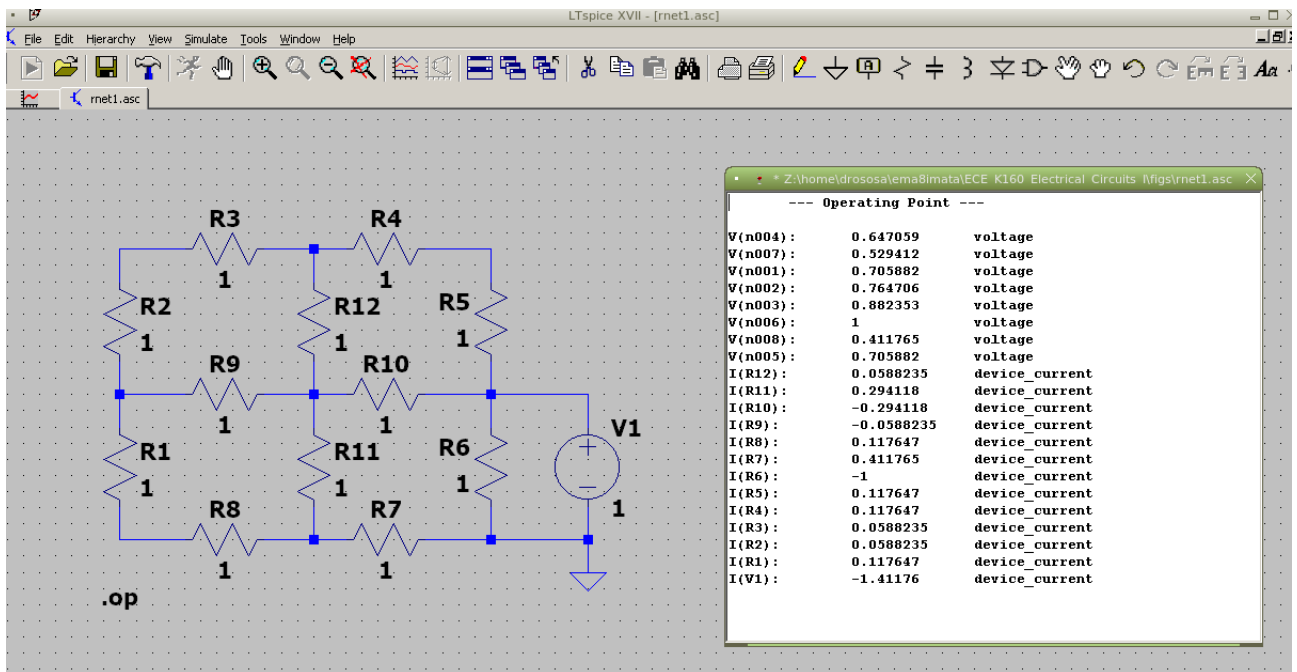 LTspice XVII - [rnet1.asc]
File Edit Hierarchy View Simulate Tools Window Help
rnet1.asc
R3
1
R4
1
R2
1
R12
1
R5
1
R9
1
R10
1
R1
1
R11
1
R6
1
V1
1
R8
1
R7
1
.op
* Z:\home\drososa\ema8imata\ECE_K160_Electrical_Circuits_I\figs\rnet1.asc
--- Operating Point ---
V(n004): 0.647059 voltage
V(n007): 0.529412 voltage
V(n001): 0.705882 voltage
V(n002): 0.764706 voltage
V(n003): 0.882353 voltage
V(n006): 1 voltage
V(n008): 0.411765 voltage
V(n005): 0.705882 voltage
I(R12): 0.0588235 device_current
I(R11): 0.294118 device_current
I(R10): -0.294118 device_current
I(R9): -0.0588235 device_current
I(R8): 0.117647 device_current
I(R7): 0.411765 device_current
I(R6): -1 device_current
I(R5): 0.117647 device_current
I(R4): 0.117647 device_current
I(R3): 0.0588235 device_current
I(R2): 0.0588235 device_current
I(R1): 0.117647 device_current
I(V1): -1.41176 device_current